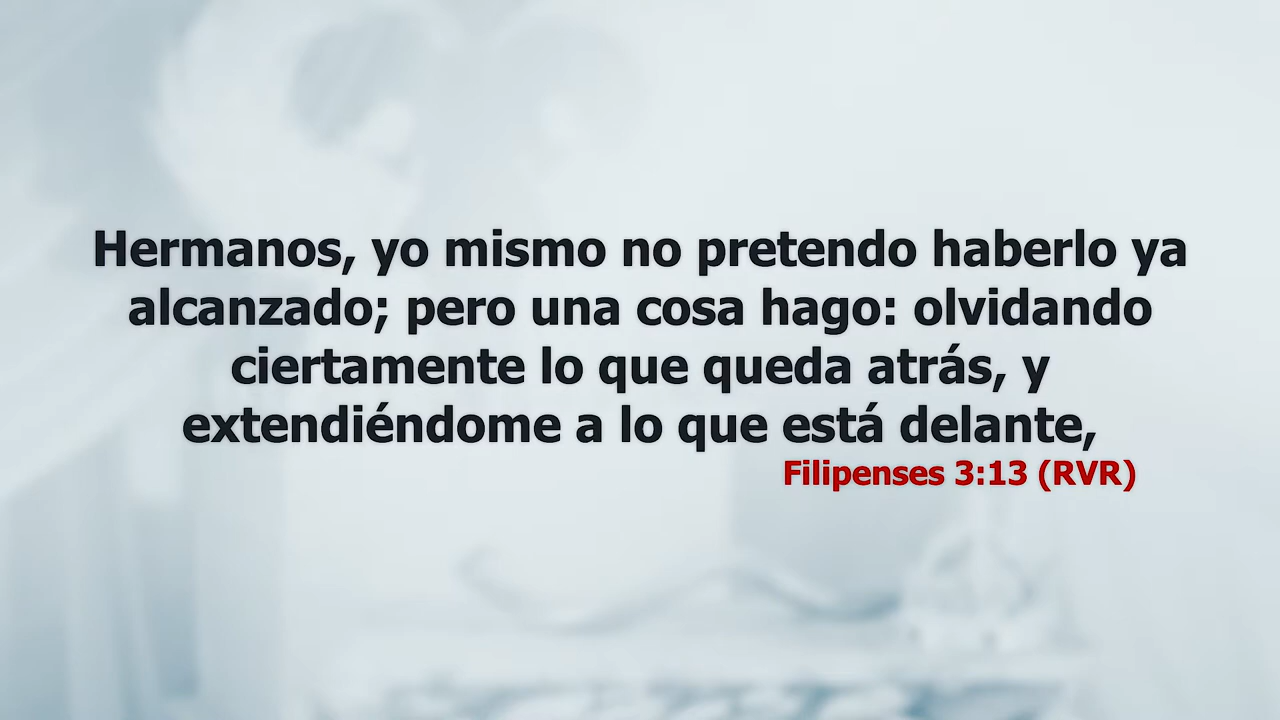 Hermanos, yo mismo no pretendo haberlo ya
alcanzado; pero una cosa hago: olvidando
ciertamente lo que queda atrás, y
extendiéndome a lo que está delante,
Filipenses 3:13 (RVR)